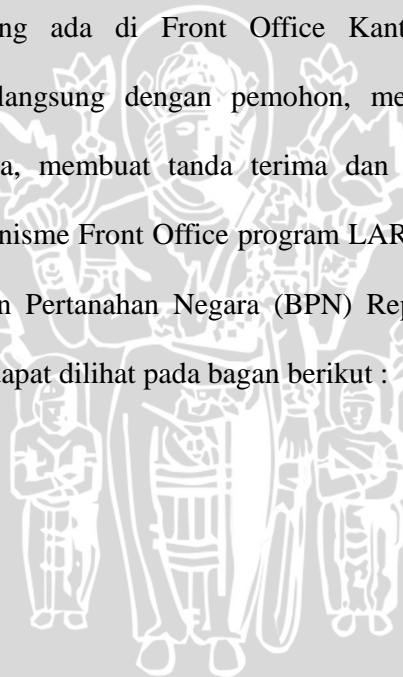 ng ada di Front Office Kant
langsung dengan pemohon, me
a, membuat tanda terima dan
nisme Front Office program LAR
n Pertanahan Negara (BPN) Rep
dapat dilihat pada bagan berikut :